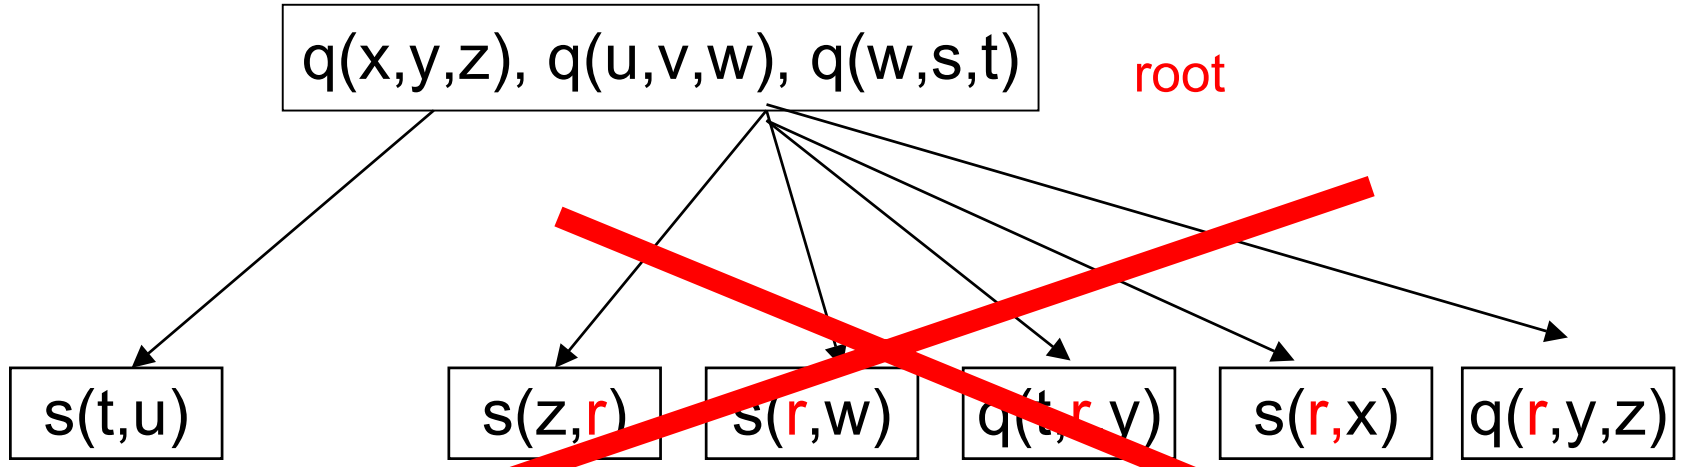 q(x,y,z), q(u,v,w), q(w,s,t)
root
s(t,u)
s(z,r)
s(r,w)
q(t,r,y)
s(r,x)
q(r,y,z)